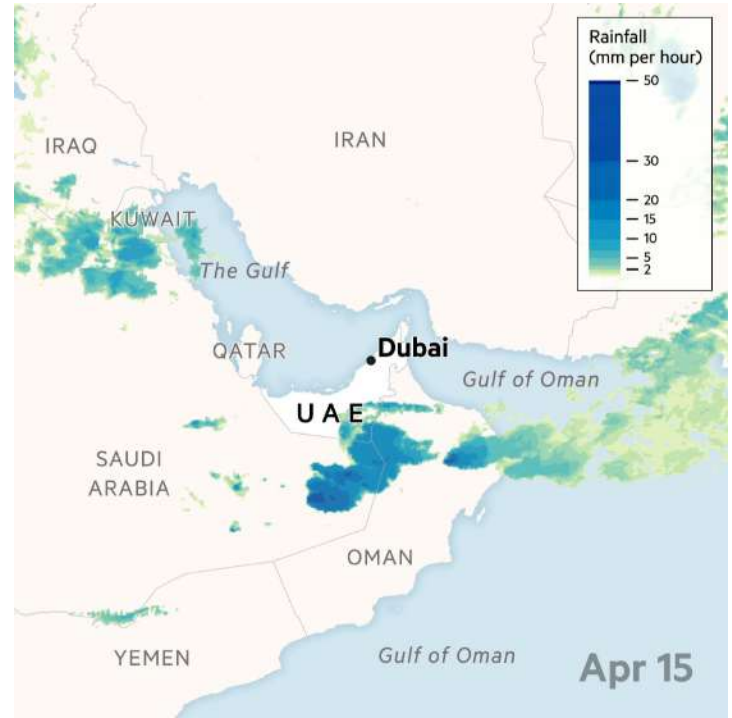 Rainfall
(mm per hour)
50
30
20
15
10
5
2
IRAQ
IRAN
KUWAIT
The Gulf
QATAR
Dubai
Gulf of Oman
U A E
SAUDI
ARABIA
OMAN
YEMEN
Gulf of Oman
Apr 15